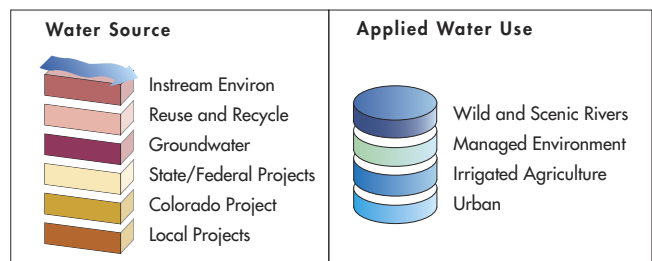 Water Source
Instream Environ
Reuse and Recycle
Groundwater
State/Federal Projects
Colorado Project
Local Projects
Applied Water Use
Wild and Scenic Rivers
Managed Environment
Irrigated Agriculture
Urban